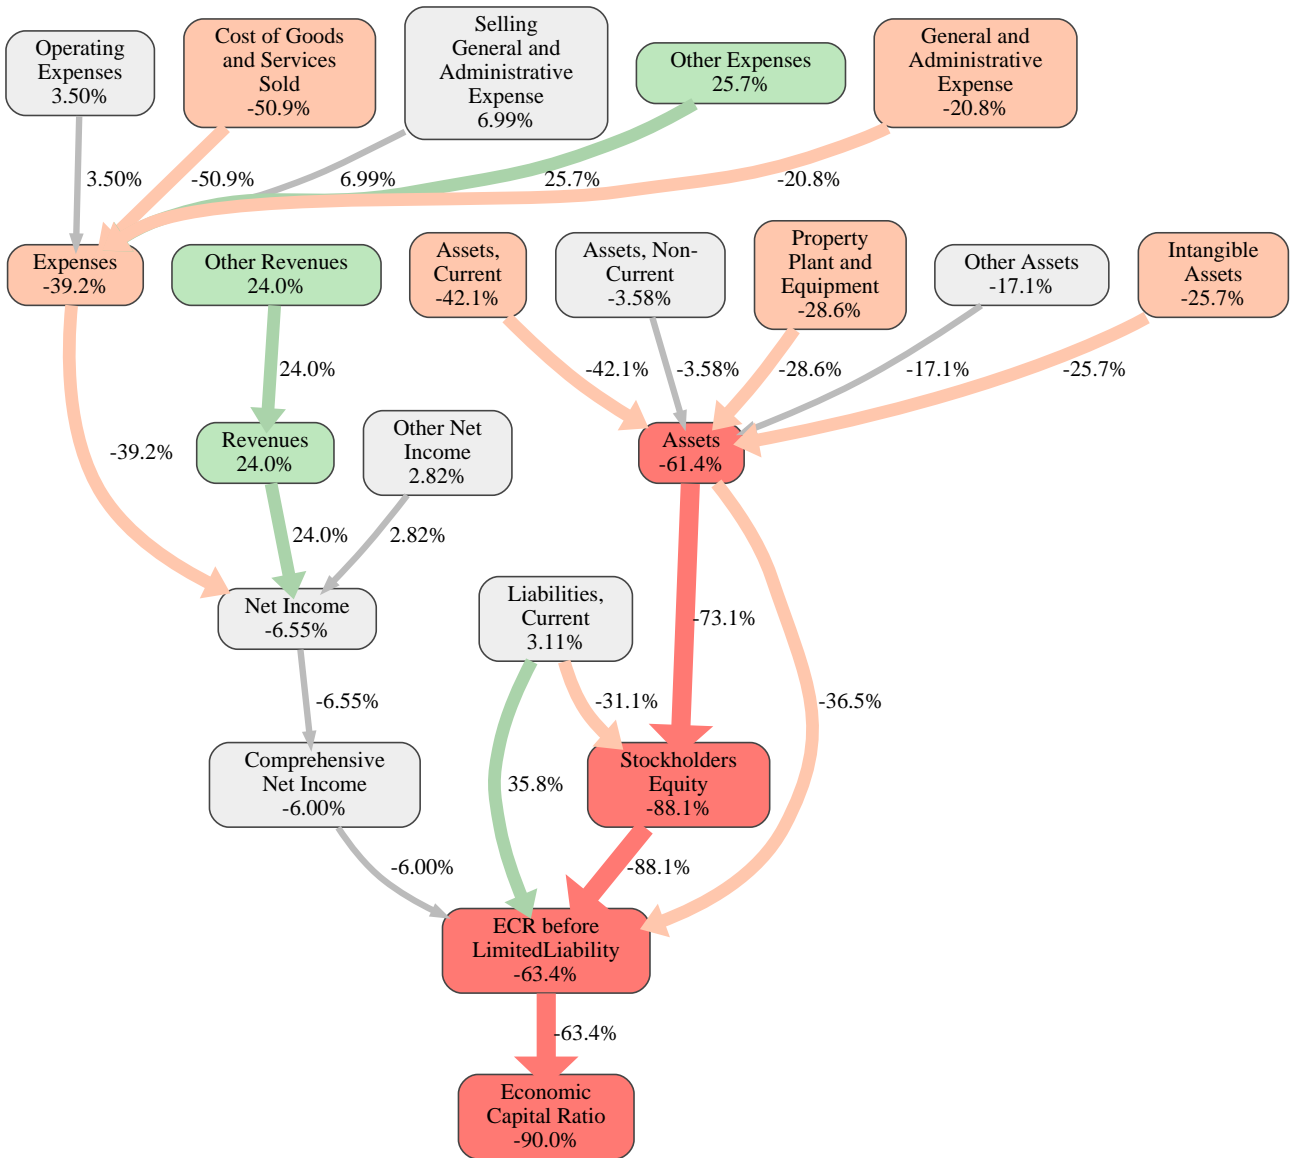 Operating
Expenses
3.50%
Cost of Goods
and Services
Sold
-50.9%
Selling
General and
Administrative
Expense
6.99%
Other Expenses
25.7%
General and
Administrative
Expense
-20.8%
3.50%
-50.9%
6.99%
25.7%
-20.8%
Expenses
-39.2%
Other Revenues
24.0%
Assets,
Current
-42.1%
Assets, Non-
Current
-3.58%
Property
Plant and
Equipment
-28.6%
Other Assets
-17.1%
Intangible
Assets
-25.7%
24.0%
-42.1%
-3.58%
-28.6%
-17.1%
-25.7%
-39.2%
Revenues
24.0%
Other Net
Income
2.82%
Assets
-61.4%
24.0%
2.82%
Net Income
-6.55%
Liabilities,
Current
3.11%
-73.1%
-6.55%
-31.1%
-36.5%
Comprehensive
Net Income
-6.00%
35.8%
Stockholders
Equity
-88.1%
-6.00%
-88.1%
ECR before
LimitedLiability
-63.4%
-63.4%
Economic
Capital Ratio
-90.0%